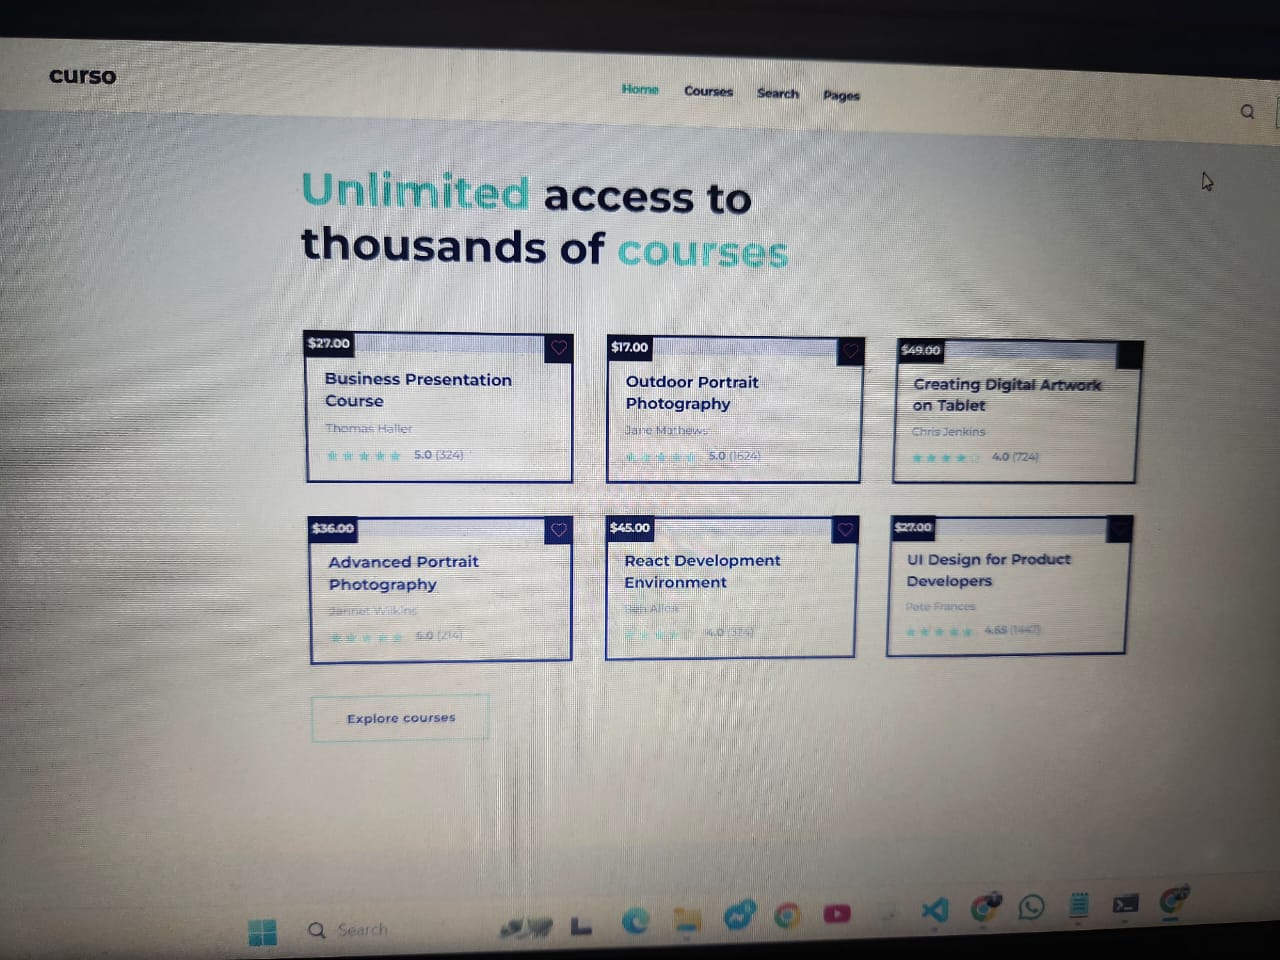 curso
Home Courses Search Pages
Unlimited access to
thousands of courses
$27.00
Business Presentation
Course
Thomas Haller
5.0 (324)
$17.00
Outdoor Portrait
Photography
Jane Mathews
5.0 (1624)
$49.00
Creating Digital Artwork
on Tablet
Chris Jenkins
4.0 (724)
$36.00
Advanced Portrait
Photography
Wilkins
5.0 (214)
$45.00
React Development
Environment
4.0
$27.00
UI Design for Product
Developers
Pete Frances
4.65 (1447)
Explore courses
Search